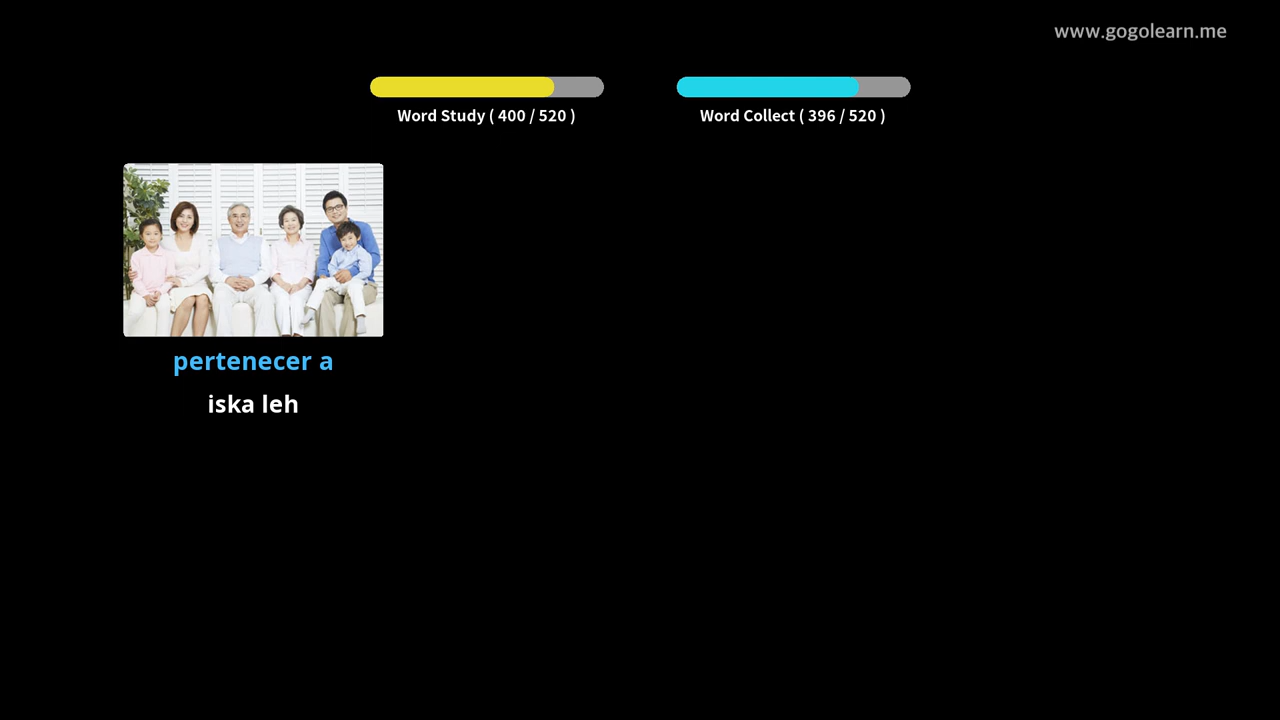 www.gogolearn.me
Word Study ( 400 / 520 )
Word Collect ( 396 / 520 )
pertenecer a
iska leh